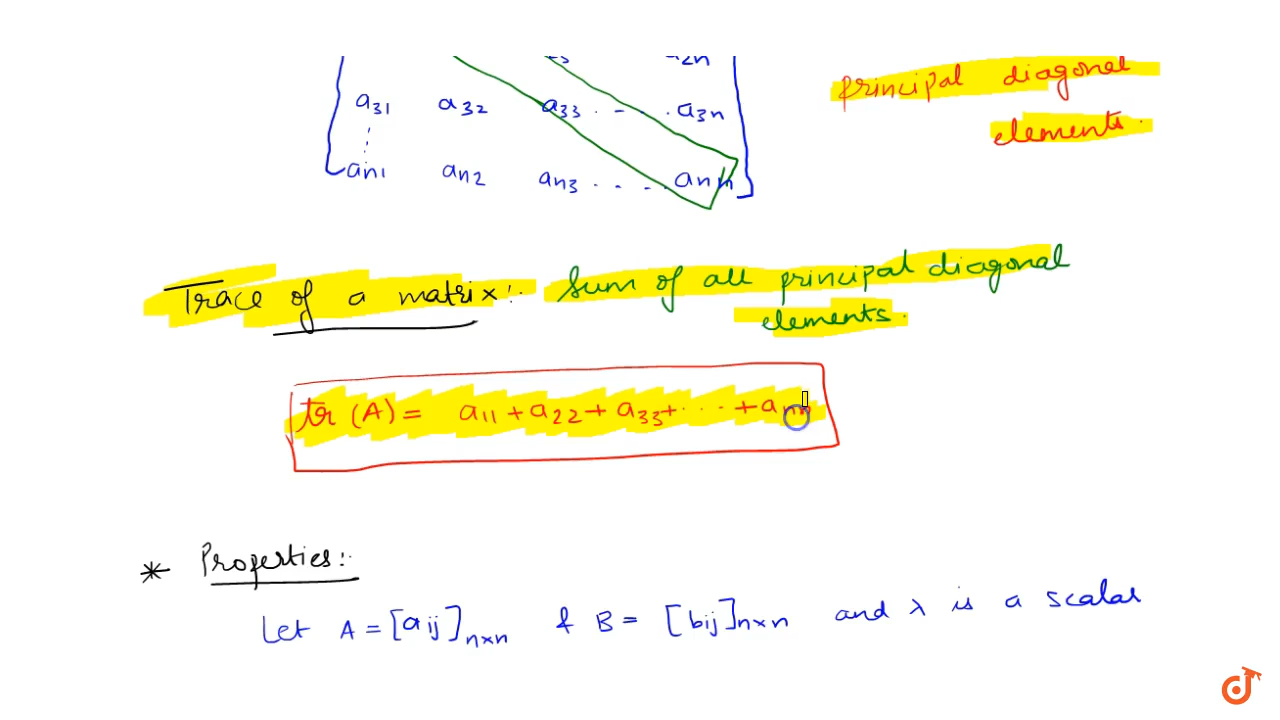 a2n
principal diagonal
elements.
a31 a32 a33 . - . . a3n
an1 an2 an3 . . . . ann
Trace of a matrix :- Sum of all principal diagonal
elements.
tr (A) = a11 + a22 + a33 + . . . + ann
* Properties :-
Let A = [aij]n×n & B = [bij]n×n and λ is a scalar